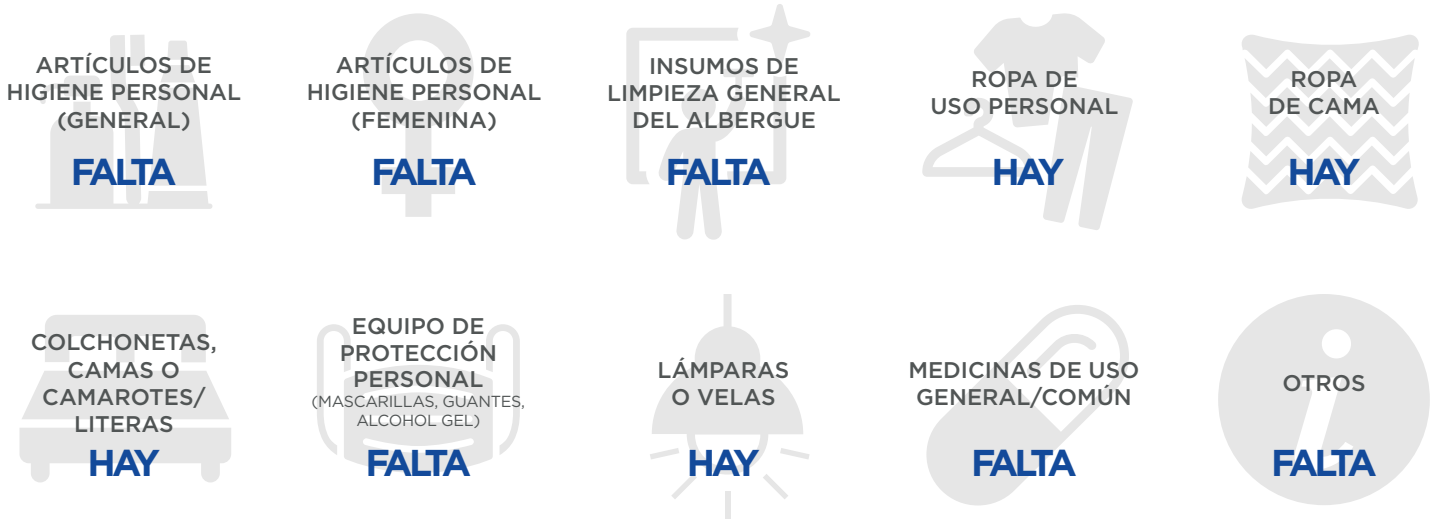 ARTÍCULOS DE
HIGIENE PERSONAL
(GENERAL)
FALTA
ARTÍCULOS DE
HIGIENE PERSONAL
(FEMENINA)
FALTA
INSUMOS DE
LIMPIEZA GENERAL
DEL ALBERGUE
FALTA
ROPA DE
USO PERSONAL
HAY
ROPA
DE CAMA
HAY
COLCHONETAS,
CAMAS O
CAMAROTES/
LITERAS
HAY
EQUIPO DE
PROTECCIÓN
PERSONAL
(MASCARILLAS, GUANTES,
ALCOHOL GEL)
FALTA
LÁMPARAS
O VELAS
HAY
MEDICINAS DE USO
GENERAL/COMÚN
FALTA
OTROS
FALTA